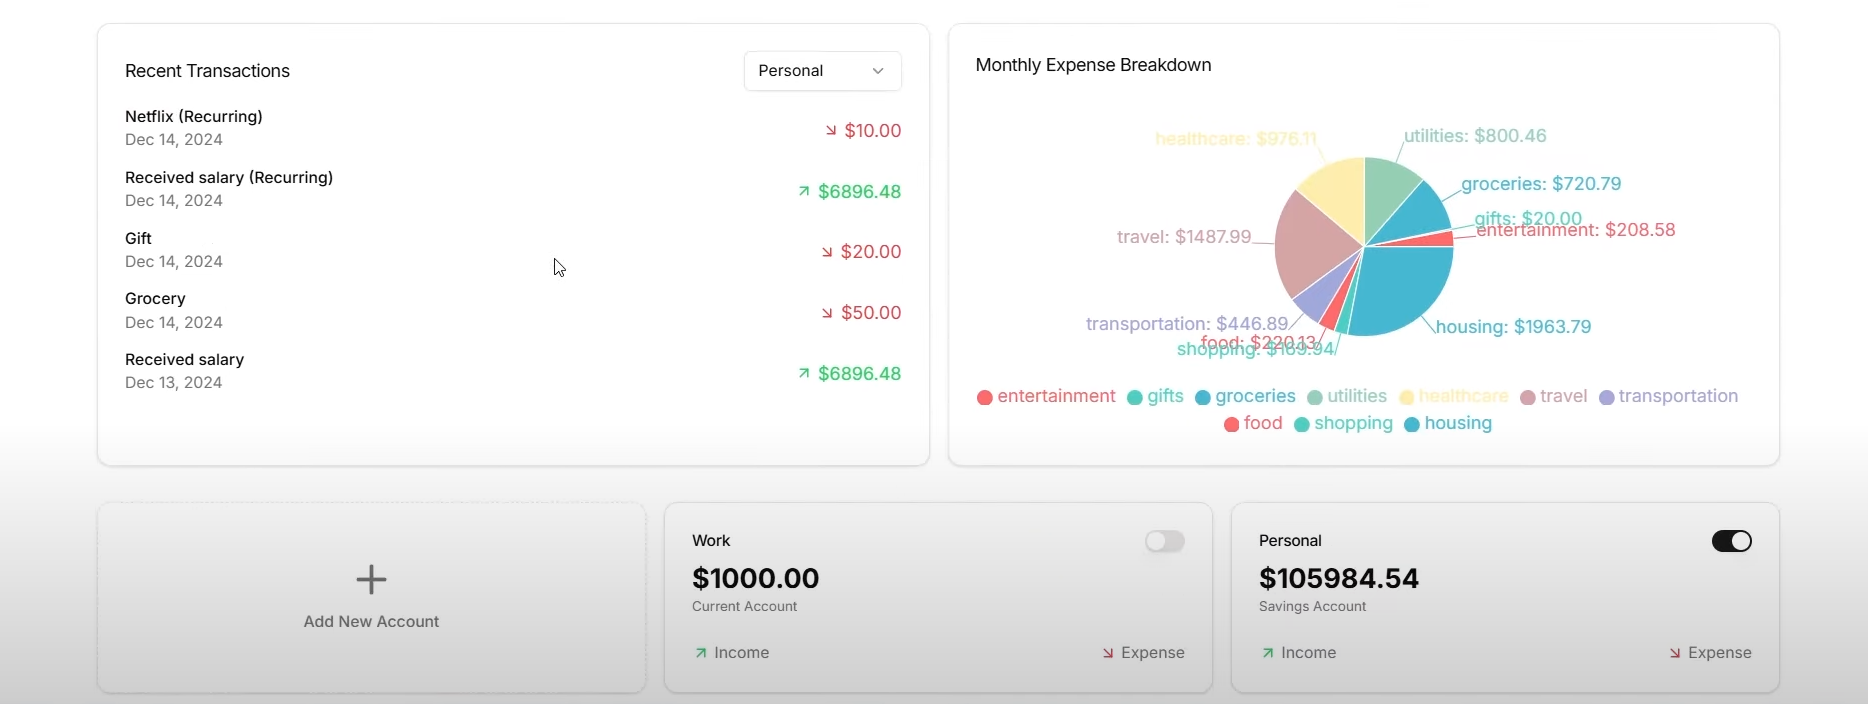 Recent Transactions
Personal
Netflix (Recurring)
Dec 14, 2024
$10.00
Received salary (Recurring)
Dec 14, 2024
$6896.48
Gift
Dec 14, 2024
$20.00
Grocery
Dec 14, 2024
$50.00
Received salary
Dec 13, 2024
$6896.48
Monthly Expense Breakdown
healthcare: $976.11
utilities: $800.46
groceries: $720.79
gifts: $20.00
entertainment: $208.58
travel: $1487.99
transportation: $446.89
food: $220.13
shopping: $169.94
housing: $1963.79
entertainment gifts groceries utilities healthcare travel transportation
food shopping housing
Add New Account
Work
$1000.00
Current Account
Income Expense
Personal
$105984.54
Savings Account
Income Expense